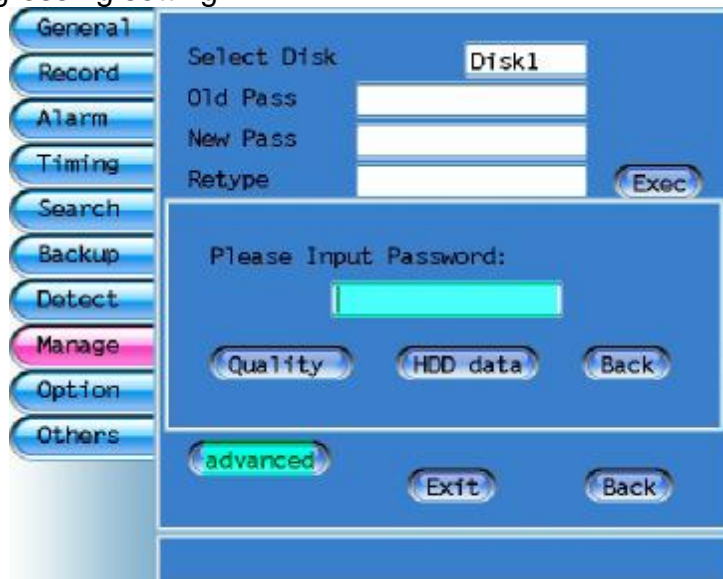 General
Record
Alarm
Timing
Search
Backup
Detect
Manage
Option
Others
Select Disk Disk1
Old Pass
New Pass
Retype Exec
Please Input Password:
Quality HDD data Back
advanced
Exit Back